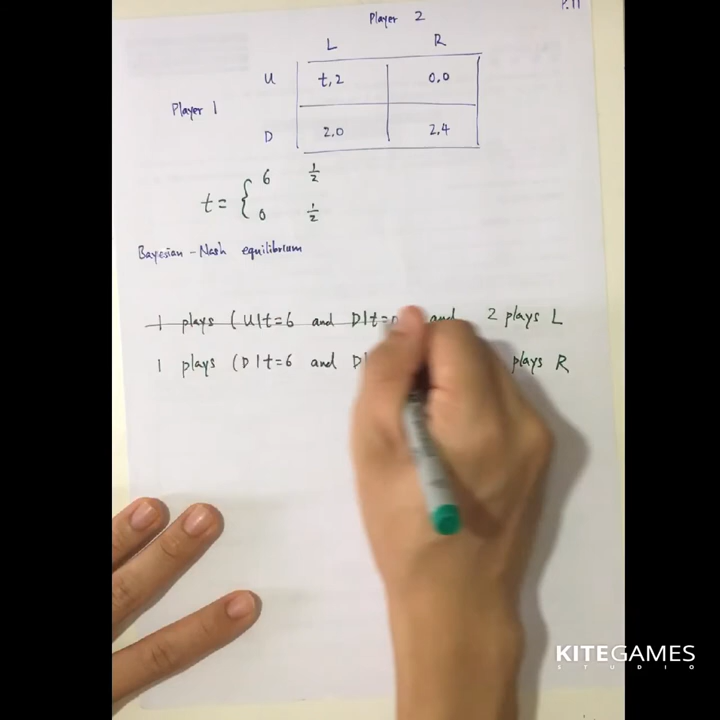 P.11
Player 2
L R
U t,2 0,0
Player 1
D 2,0 2,4
t = { 6 1/2
0 1/2
Bayesian-Nash equilibrium
1 plays (U|t=6 and D|t= and 2 plays L
1 plays (D|t=6 and D| plays R
KITEGAMES
STUDIO